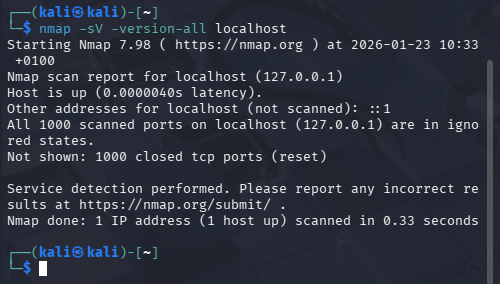 ┌──(kali㉿kali)-[~]
└─$ nmap -sV -version-all localhost
Starting Nmap 7.98 ( https://nmap.org ) at 2026-01-23 10:33
 +0100
Nmap scan report for localhost (127.0.0.1)
Host is up (0.0000040s latency).
Other addresses for localhost (not scanned): ::1
All 1000 scanned ports on localhost (127.0.0.1) are in igno
red states.
Not shown: 1000 closed tcp ports (reset)

Service detection performed. Please report any incorrect re
sults at https://nmap.org/submit/ .
Nmap done: 1 IP address (1 host up) scanned in 0.33 seconds

┌──(kali㉿kali)-[~]
└─$